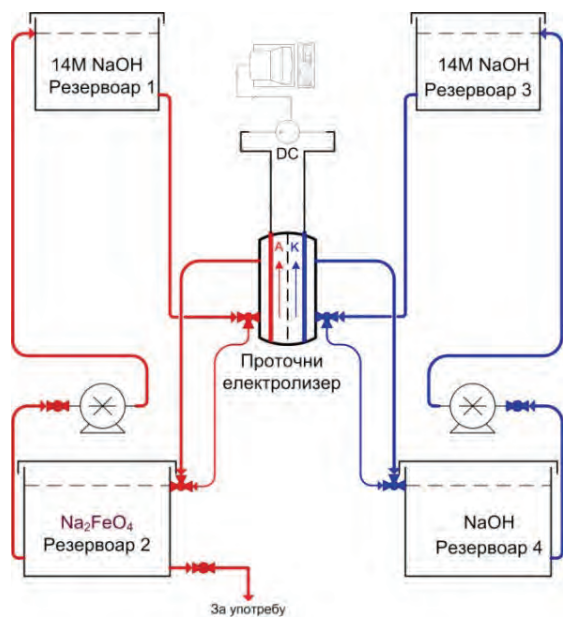 14M NaOH
Резервоар 1
14M NaOH
Резервоар 3
DC
A K
Проточни
електролизер
Na₂FeO₄
Резервоар 2
NaOH
Резервоар 4
За употребу